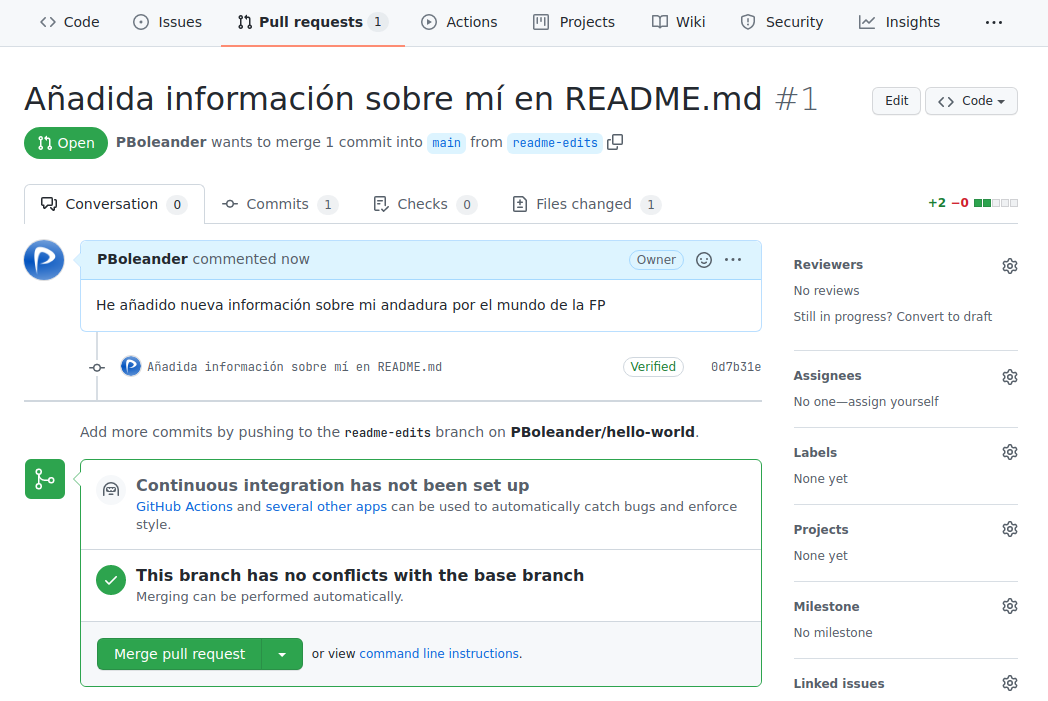 Code Issues Pull requests 1 Actions Projects Wiki Security Insights ...
Añadida información sobre mí en README.md #1
Edit Code
Open PBoleander wants to merge 1 commit into main from readme-edits
Conversation 0 Commits 1 Checks 0 Files changed 1 +2 −0
PBoleander commented now Owner ...
He añadido nueva información sobre mi andadura por el mundo de la FP
Añadida información sobre mí en README.md Verified 0d7b31e
Add more commits by pushing to the readme-edits branch on PBoleander/hello-world.
Continuous integration has not been set up
GitHub Actions and several other apps can be used to automatically catch bugs and enforce
style.
This branch has no conflicts with the base branch
Merging can be performed automatically.
Merge pull request or view command line instructions.
Reviewers
No reviews
Still in progress? Convert to draft
Assignees
No one—assign yourself
Labels
None yet
Projects
None yet
Milestone
No milestone
Linked issues